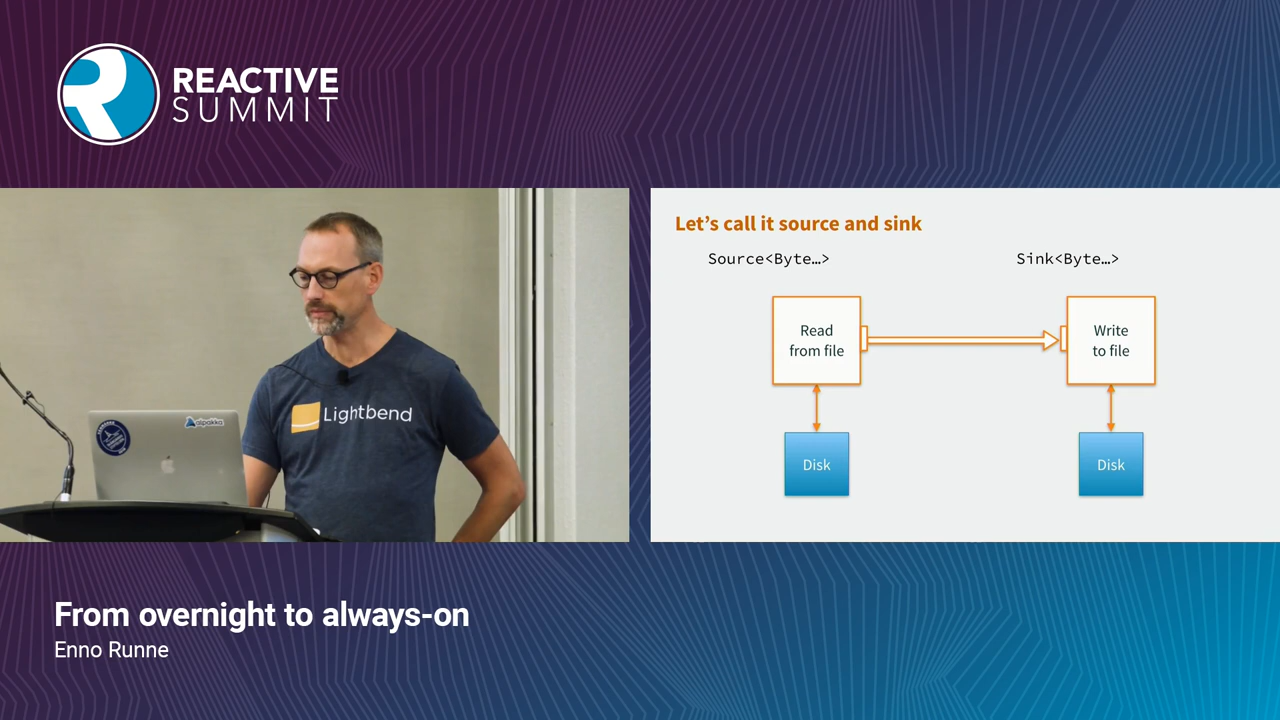 REACTIVE
SUMMIT
alpakka
Lightbend
Let’s call it source and sink
Source<Byte…>
Sink<Byte…>
Read
from file
Write
to file
Disk
Disk
From overnight to always-on
Enno Runne